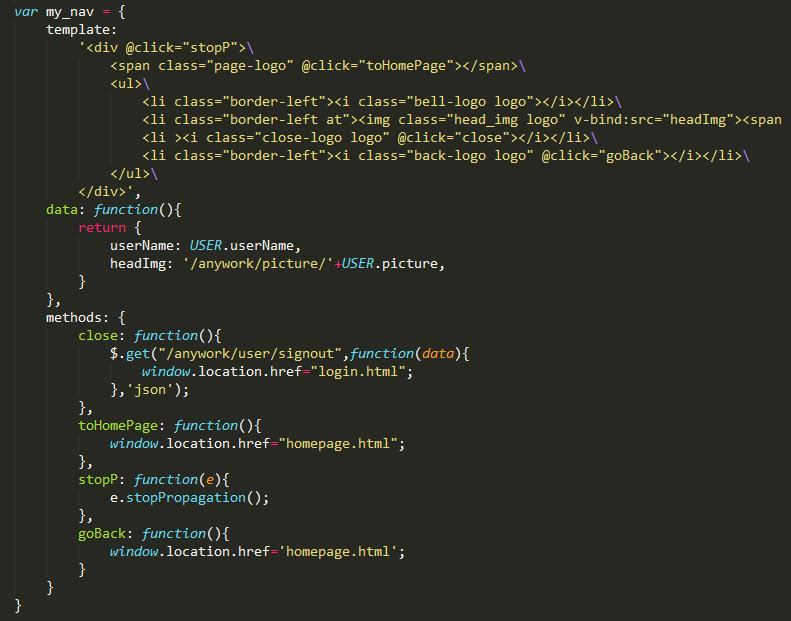 var my_nav = {
    template:
        '<div @click="stopP">\
            <span class="page-logo" @click="toHomePage"></span>\
            <ul>\
                <li class="border-left"><i class="bell-logo logo"></i></li>\
                <li class="border-left at"><img class="head_img logo" v-bind:src="headImg"><span
                <li ><i class="close-logo logo" @click="close"></i></li>\
                <li class="border-left"><i class="back-logo logo" @click="goBack"></i></li>\
            </ul>\
        </div>',
    data: function(){
        return {
            userName: USER.userName,
            headImg: '/anywork/picture/'+USER.picture,
        }
    },
    methods: {
        close: function(){
            $.get("/anywork/user/signout",function(data){
                window.location.href="login.html";
            },'json');
        },
        toHomePage: function(){
            window.location.href="homepage.html";
        },
        stopP: function(e){
            e.stopPropagation();
        },
        goBack: function(){
            window.location.href='homepage.html';
        }
    }
}